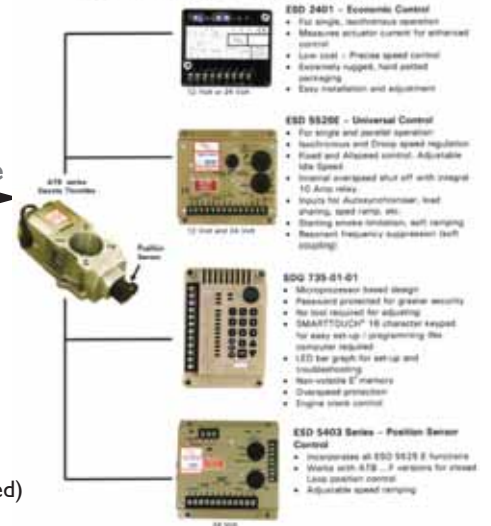 ESD 2401 – Economic Control
• For single, isochronous operation
• Measures actuator current for enhanced
control
• Low cost – Precise speed control
• Extremely rugged, hard potted
packaging
• Easy installation and adjustment
12 Volt or 24 Volt
ESD 5520E – Universal Control
• For single and parallel operation
• Isochronous and Droop speed regulation
• Fixed and Allspeed control. Adjustable
Idle Speed
• Internal overspeed shut off with integral
10 Amp relay
• Inputs for Autosynchroniser, load
sharing, speed ramp, etc.
• Starting smoke limitation, soft ramping
• Resonant frequency suppression (soft
coupling)
12 Volt and 24 Volt
e
ATB series
Electric Throttles
Position
Sensor
SDG 735-01-01
• Microprocessor based design
• Password protected for greater security
• No tool required for adjusting
• SMARTTOUCH® 16 character keypad
for easy set-up / programming
computer required
• LED bar graph for set-up and
troubleshooting
• Non-volatile E² memory
• Overspeed protection
• Engine crank control
ESD 5403 Series – Position Sensor
Control
• Incorporates all ESD 5525 E functions
• Works with ATB ... F versions for closed
Loop position control
• Adjustable speed ramping
ed)
24 Volt